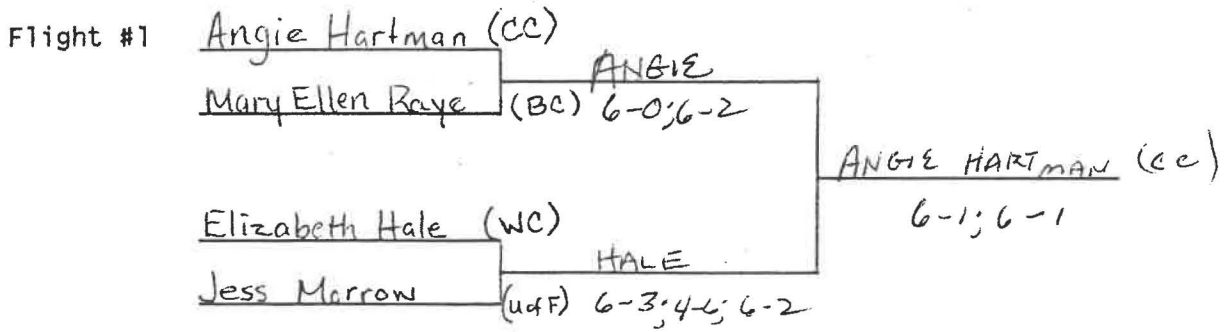 Flight #1 Angie Hartman (CC)
ANGIE
Mary Ellen Raye (BC) 6-0; 6-2
ANGIE HARTMAN (CC)
6-1; 6-1
Elizabeth Hale (WC)
HALE
Jess Morrow (U of F) 6-3; 4-6; 6-2